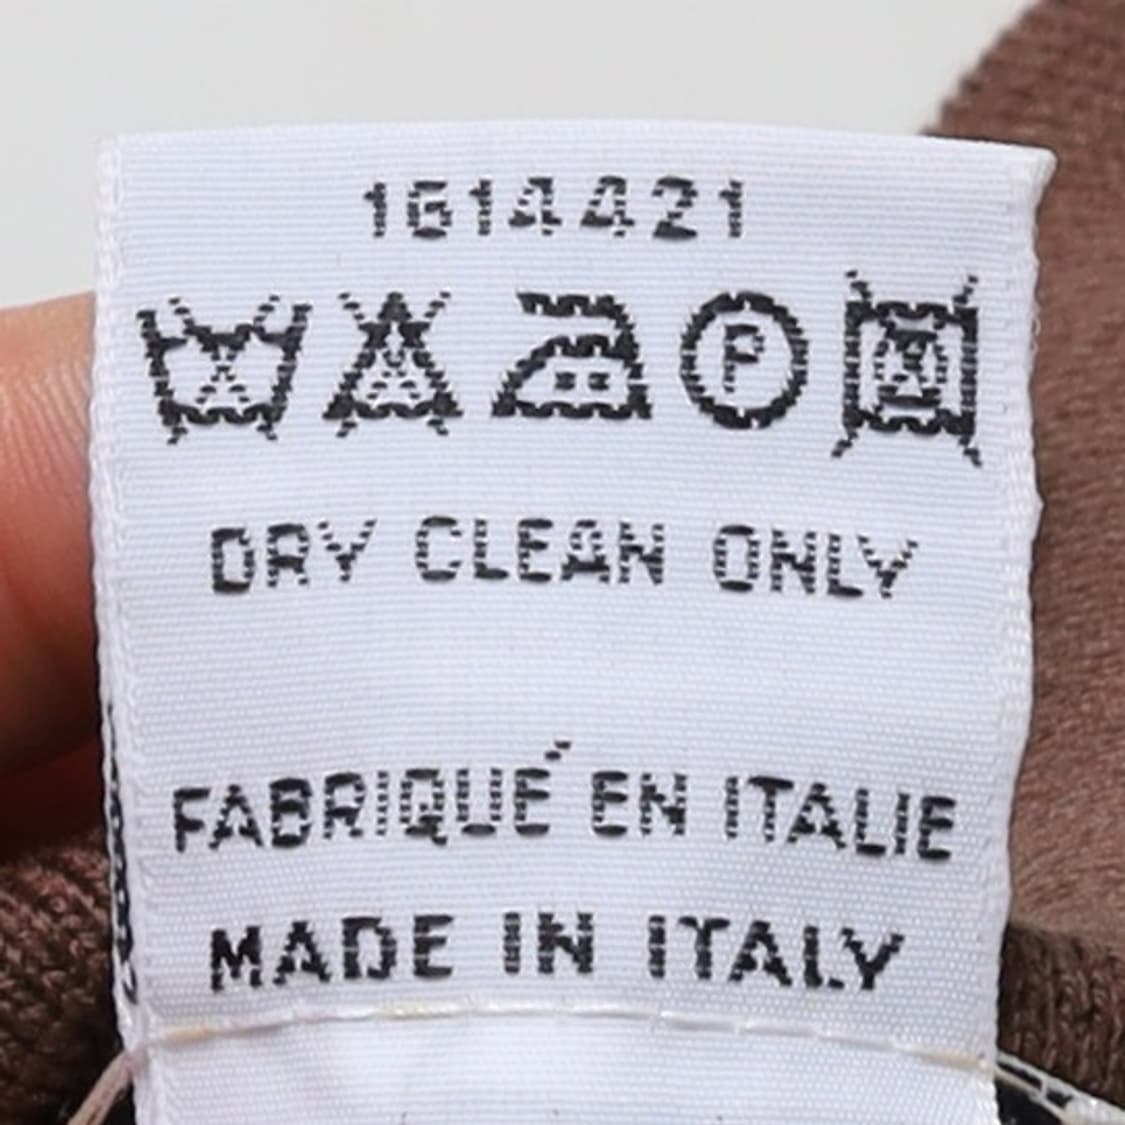 1614421
P
DRY CLEAN ONLY
FABRIQUÉ EN ITALIE
MADE IN ITALY